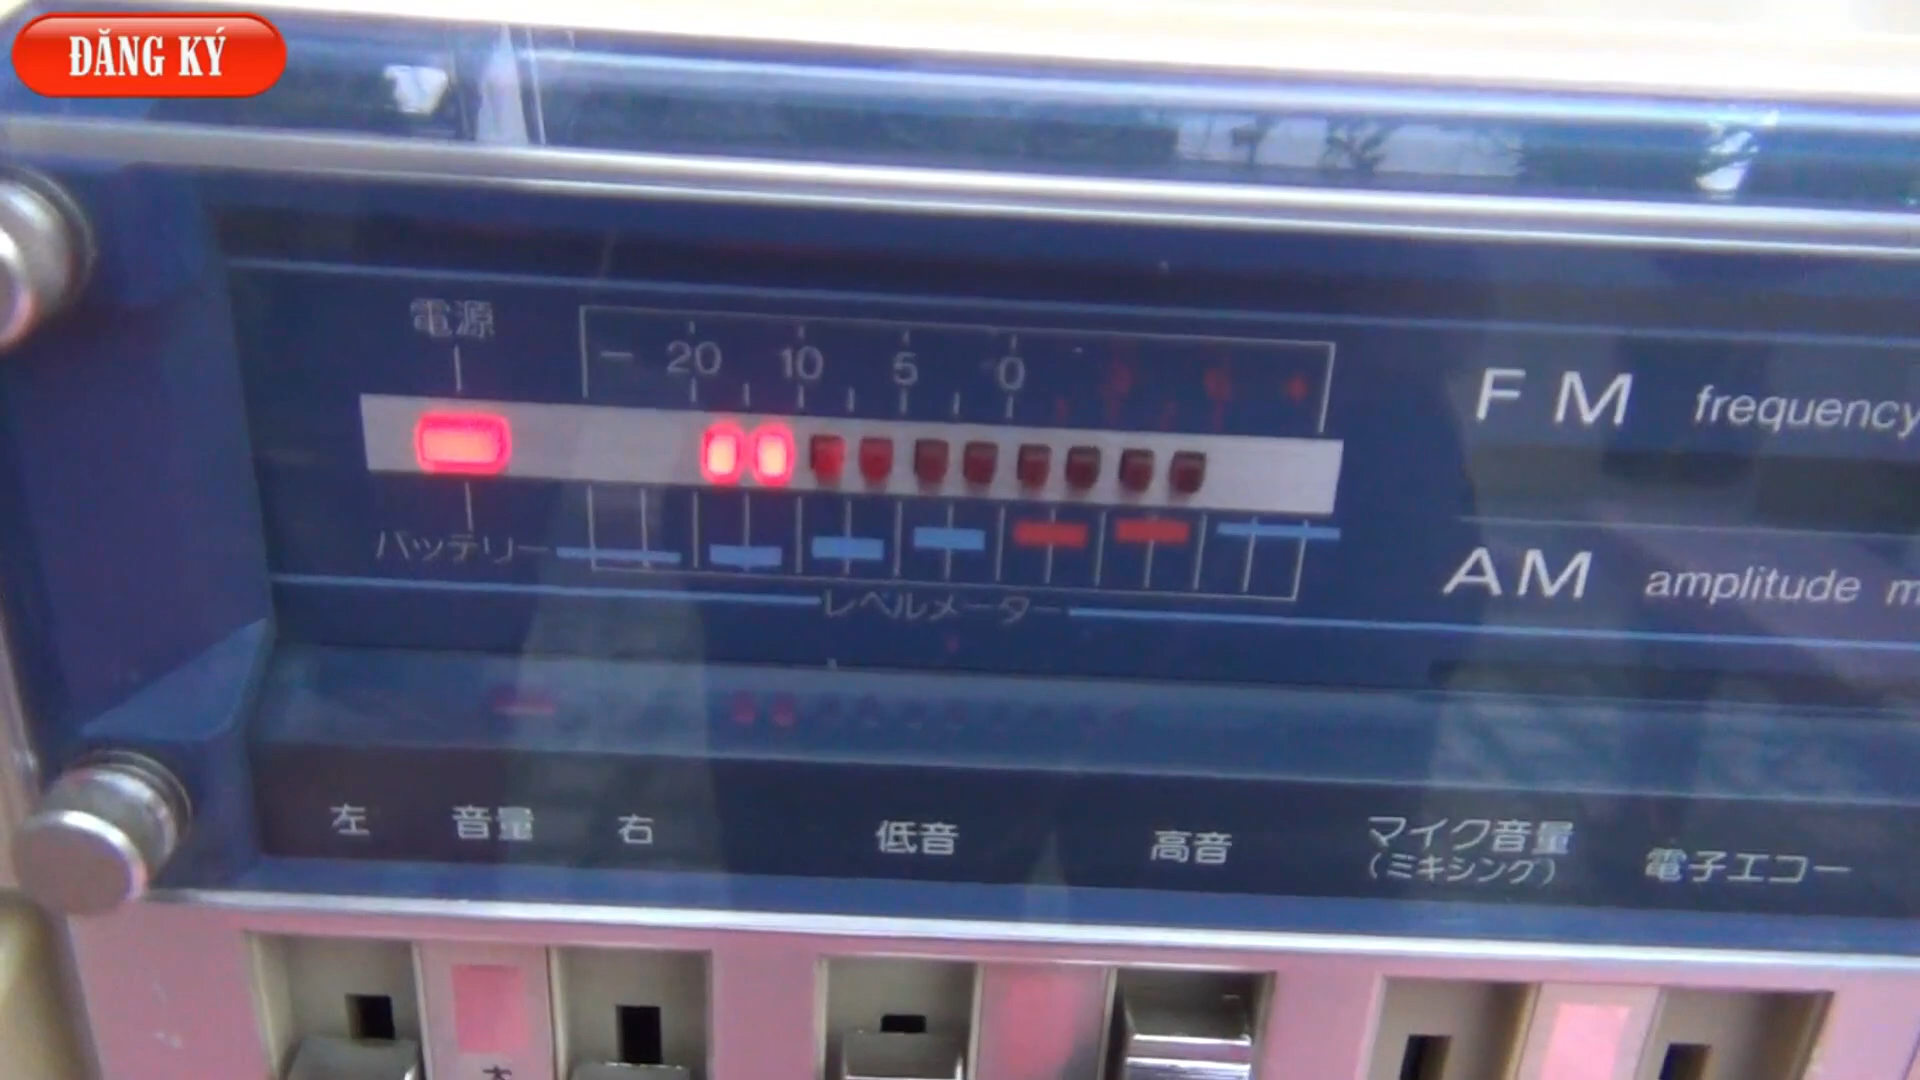 ĐĂNG KÝ
電源
− 20 10 5 0
FM frequency
バッテリー
レベルメーター
AM amplitude m
左 音量 右 低音 高音 マイク音量 電子エコー
(ミキシング)